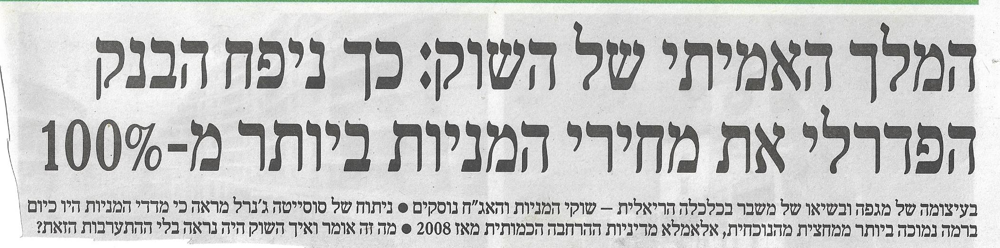 המלך האמיתי של השוק: כך ניפח הבנק
הפדרלי את מחירי המניות ביותר מ-100%
בעיצומה של מגפה ובשיאו של משבר בכלכלה הריאלית – שוקי המניות והאג"ח נוסקים ● ניתוח של סוסייטה ג'נרל מראה כי מדדי המניות היו כיום
ברמה נמוכה ביותר ממחצית מהנוכחית, אלאמלא מדיניות ההרחבה הכמותית מאז 2008 ● מה זה אומר ואיך השוק היה נראה בלי ההתערבות הזאת?